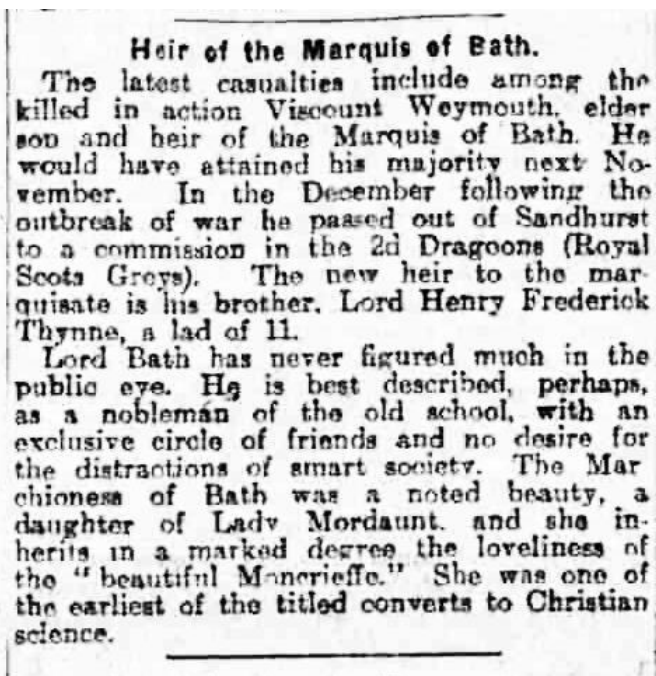 Heir of the Marquis of Bath.
The latest casualties include among the
killed in action Viscount Weymouth, elder
son and heir of the Marquis of Bath. He
would have attained his majority next No-
vember. In the December following the
outbreak of war he passed out of Sandhurst
to a commission in the 2d Dragoons (Royal
Scots Greys). The new heir to the mar-
quisate is his brother, Lord Henry Frederick
Thynne, a lad of 11.
Lord Bath has never figured much in the
public eye. He is best described, perhaps,
as a nobleman of the old school, with an
exclusive circle of friends and no desire for
the distractions of smart society. The Mar
chioness of Bath was a noted beauty, a
daughter of Lady Mordaunt, and she in-
herits in a marked degree the loveliness of
the "beautiful Moncrieffe." She was one of
the earliest of the titled converts to Christian
science.